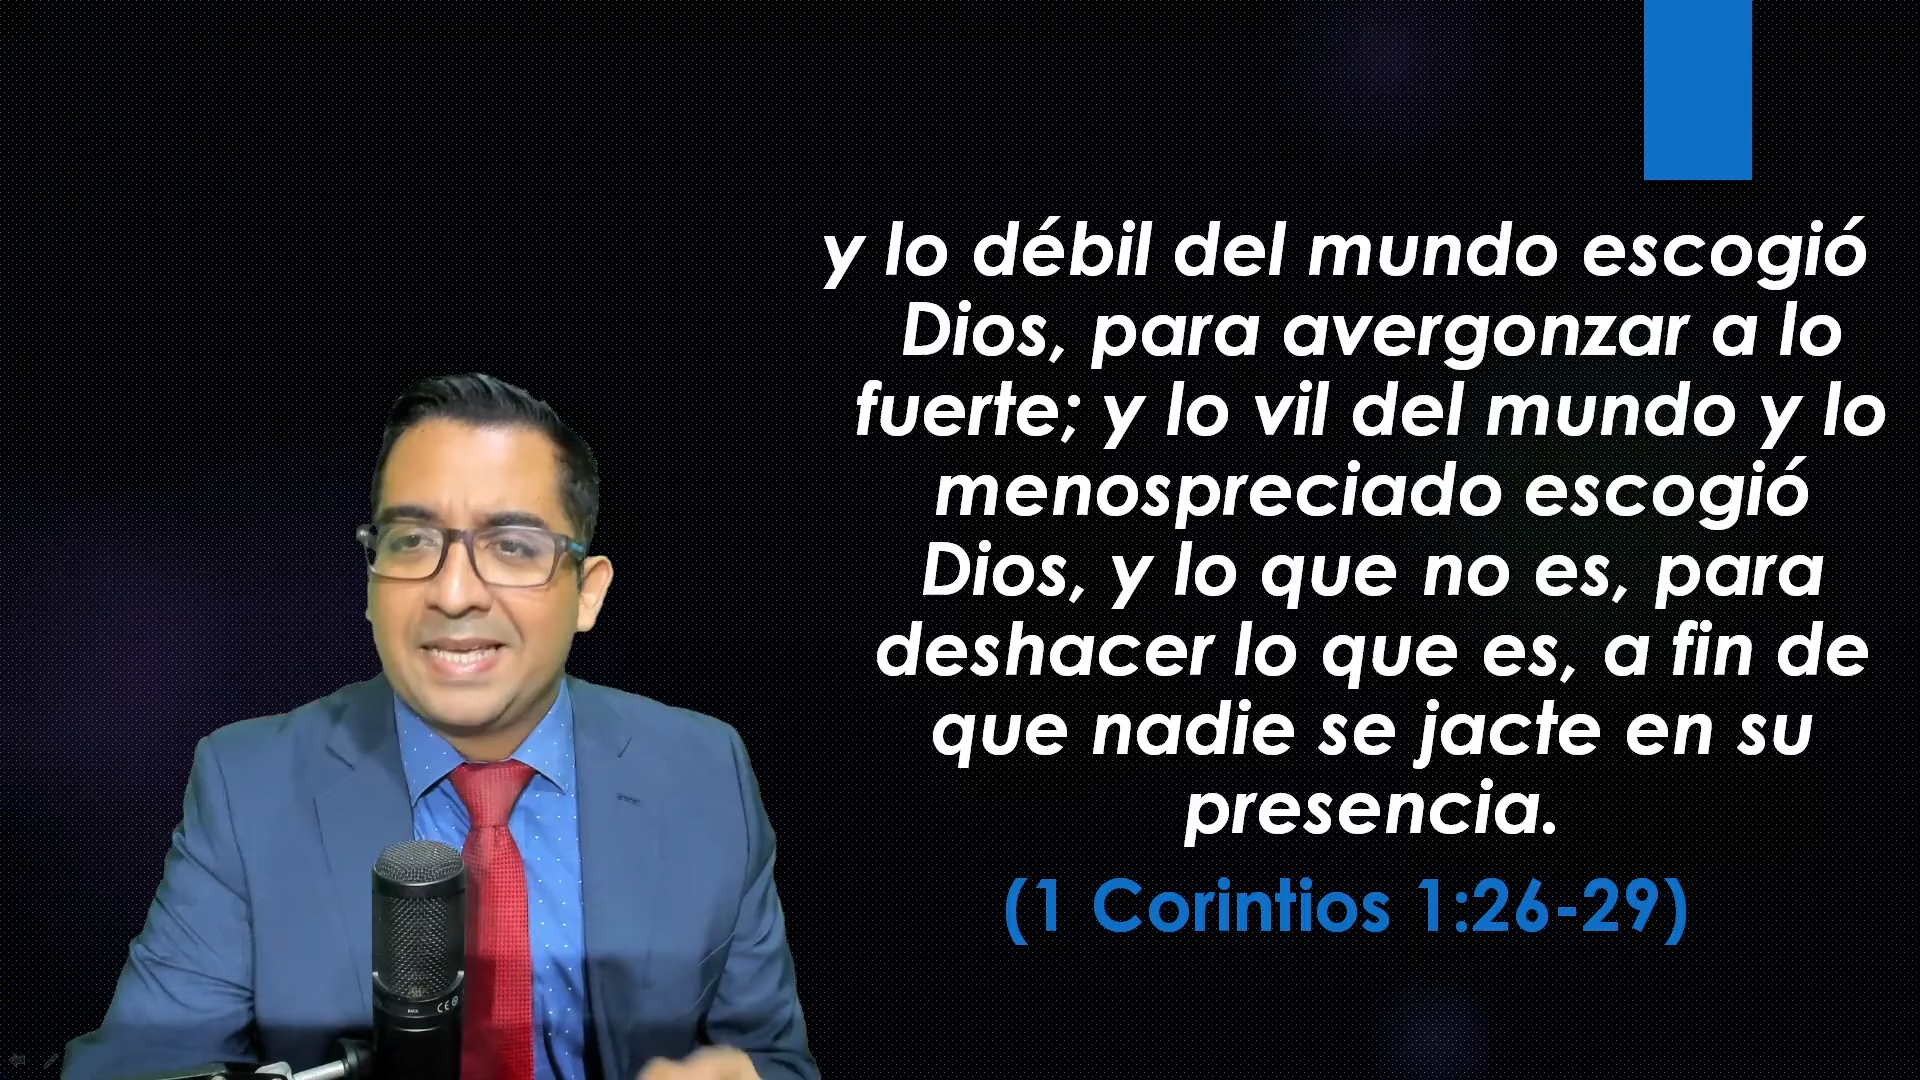 y lo débil del mundo escogió
Dios, para avergonzar a lo
fuerte; y lo vil del mundo y lo
menospreciado escogió
Dios, y lo que no es, para
deshacer lo que es, a fin de
que nadie se jacte en su
presencia.
(1 Corintios 1:26-29)
BACK
CE